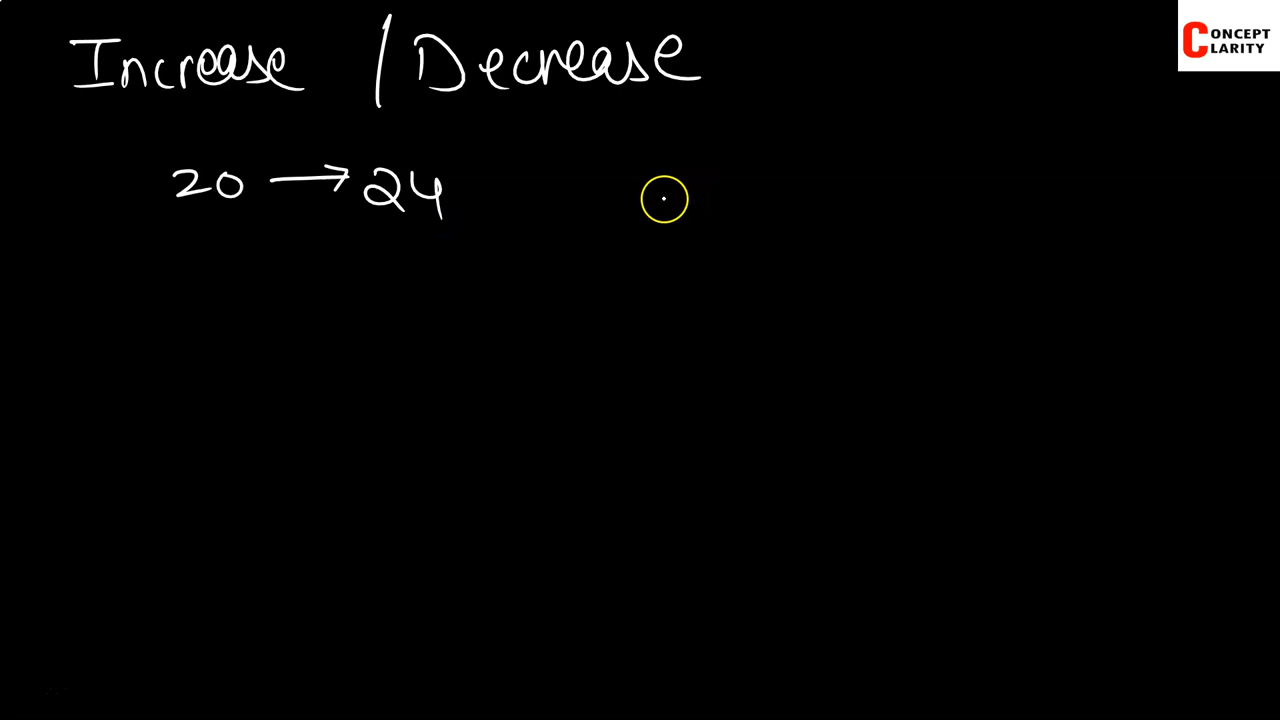 Increase / Decrease
CONCEPT
CLARITY
20 → 24